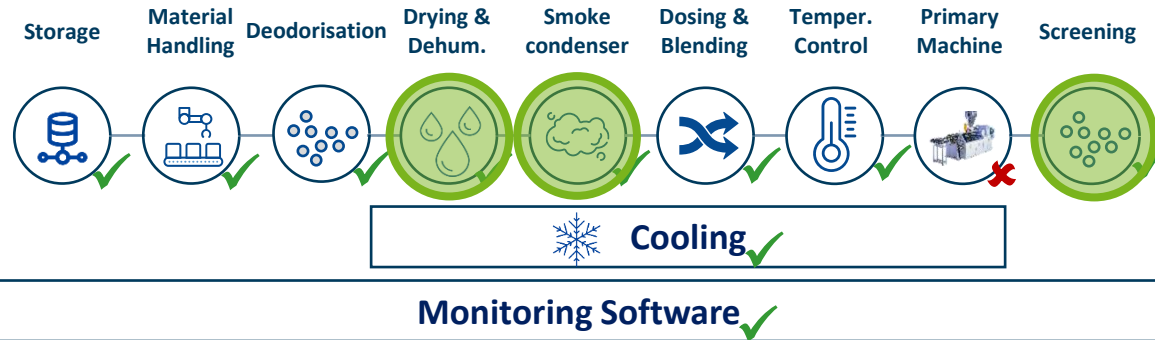 Storage
Material
Handling
Deodorisation
Drying &
Dehum.
Smoke
condenser
Dosing &
Blending
Temper.
Control
Primary
Machine
Screening
Cooling
Monitoring Software